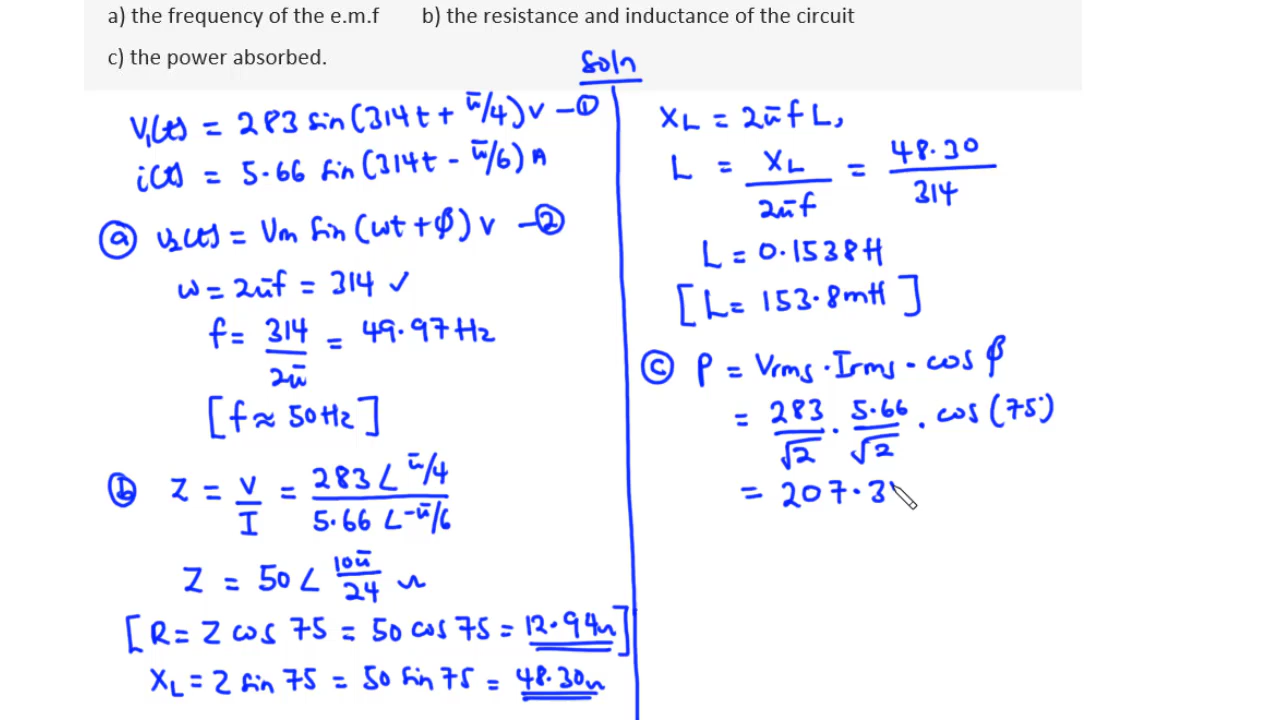 a) the frequency of the e.m.f b) the resistance and inductance of the circuit
c) the power absorbed.
Soln
V₁(t) = 283 sin(314t + π/4)v — ①
i(t) = 5.66 sin(314t - π/6) A
ⓐ v₂(t) = Vm sin(wt + φ) v — ②
w = 2πf = 314 ✓
f = 314/2π = 49.97 Hz
[f ≈ 50Hz]
ⓑ Z = V/I = 283∠π/4 / 5.66∠-π/6
Z = 50∠10π/24 Ω
[R = Z cos 75 = 50 cos 75 = 12.94Ω]
XL = Z sin 75 = 50 sin 75 = 48.30Ω
XL = 2πfL,
L = XL/2πf = 48.30/314
L = 0.1538H
[L = 153.8mH]
ⓒ P = Vrms · Irms · cos φ
= 283/√2 · 5.66/√2 · cos(75°)
= 207.3